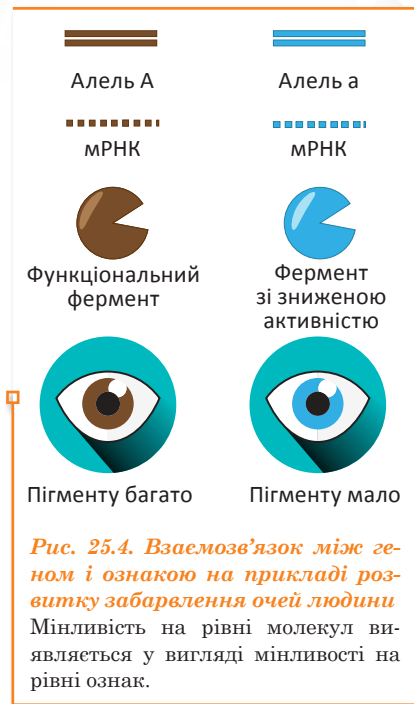 Алель А
Алель а
мРНК
мРНК
Функціональний
фермент
Фермент
зі зниженою
активністю
Пігменту багато
Пігменту мало
Рис. 25.4. Взаємозв'язок між ге-
ном і ознакою на прикладі роз-
витку забарвлення очей людини
Мінливість на рівні молекул ви-
являється у вигляді мінливості на
рівні ознак.